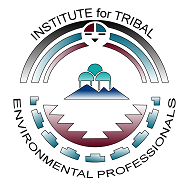 INSTITUTE for TRIBAL
ENVIRONMENTAL PROFESSIONALS